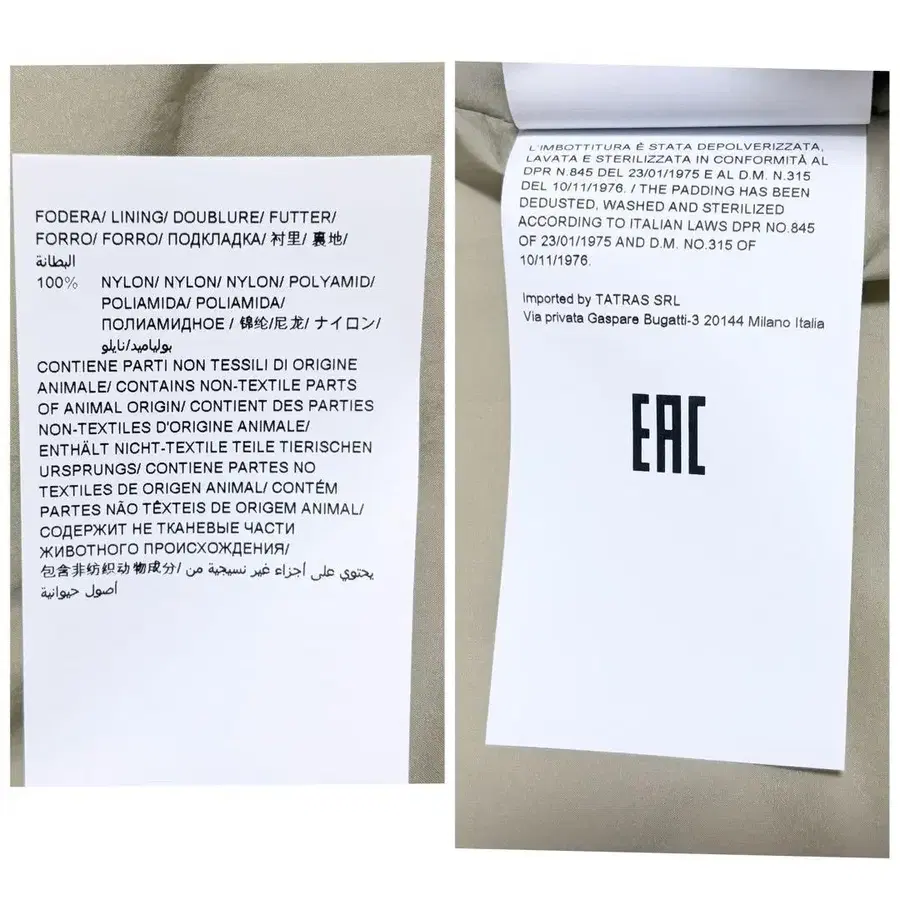 FODERA/ LINING/ DOUBLURE/ FUTTER/
FORRO/ FORRO/ ПОДКЛАДКА/ 衬里/ 裏地/
البطانة
100% NYLON/ NYLON/ NYLON/ POLYAMID/
POLIAMIDA/ POLIAMIDA/
ПОЛИАМИДНОЕ / 锦纶/尼龙/ ナイロン/
بولياميد/نايلو
CONTIENE PARTI NON TESSILI DI ORIGINE
ANIMALE/ CONTAINS NON-TEXTILE PARTS
OF ANIMAL ORIGIN/ CONTIENT DES PARTIES
NON-TEXTILES D'ORIGINE ANIMALE/
ENTHÄLT NICHT-TEXTILE TEILE TIERISCHEN
URSPRUNGS/ CONTIENE PARTES NO
TEXTILES DE ORIGEN ANIMAL/ CONTÉM
PARTES NÃO TÊXTEIS DE ORIGEM ANIMAL/
СОДЕРЖИТ НЕ ТКАНЕВЫЕ ЧАСТИ
ЖИВОТНОГО ПРОИСХОЖДЕНИЯ/
包含非纺织动物成分/ يحتوي على أجزاء غير نسيجية من
أصول حيوانية
L'IMBOTTITURA È STATA DEPOLVERIZZATA,
LAVATA E STERILIZZATA IN CONFORMITÀ AL
DPR N.845 DEL 23/01/1975 E AL D.M. N.315
DEL 10/11/1976. / THE PADDING HAS BEEN
DEDUSTED, WASHED AND STERILIZED
ACCORDING TO ITALIAN LAWS DPR NO.845
OF 23/01/1975 AND D.M. NO.315 OF
10/11/1976.
Imported by TATRAS SRL
Via privata Gaspare Bugatti-3 20144 Milano Italia
EAC